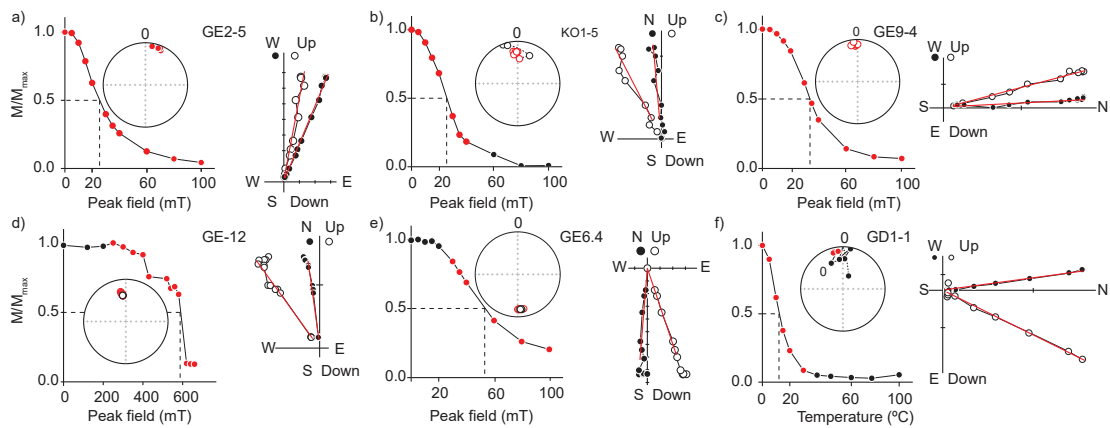 a) GE2-5
1.0
0.5
0.0
M/Mmax
0 20 60 100
Peak field (mT)
0
W Up
W E
S Down
b) KO1-5
1.0
0.5
0.0
0 20 60 100
Peak field (mT)
0
N Up
W E
S Down
c) GE9-4
1.0
0.5
0.0
M/Mmax
0 20 60 100
Peak field (mT)
0
W Up
S N
E Down
d) GE-12
1.0
0.5
0.0
M/Mmax
0 200 400 600
Peak field (mT)
0
N Up
W E
S Down
e) GE6.4
1.0
0.5
0.0
0 20 60 100
Peak field (mT)
0
N Up
W E
S Down
f) GD1-1
1.0
0.5
0.0
M/Mmax
0 20 60 100
Temperature (ºC)
0
0
W Up
S N
E Down